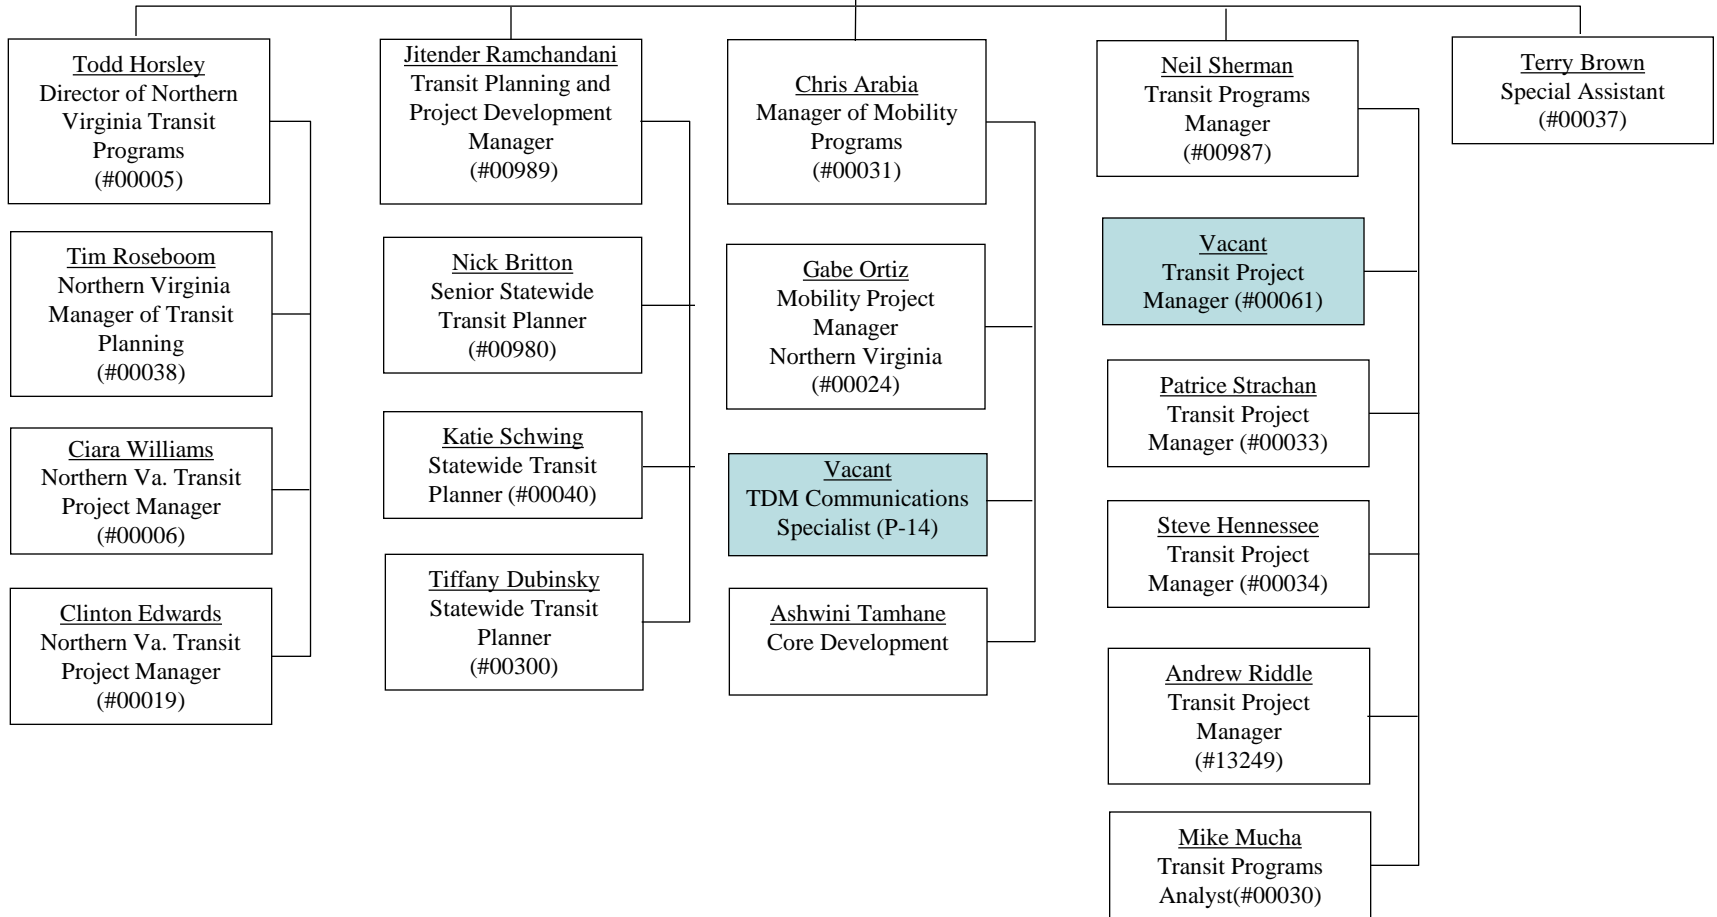 Todd Horsley
Director of Northern
Virginia Transit
Programs
(#00005)
Tim Roseboom
Northern Virginia
Manager of Transit
Planning
(#00038)
Ciara Williams
Northern Va. Transit
Project Manager
(#00006)
Clinton Edwards
Northern Va. Transit
Project Manager
(#00019)
Jitender Ramchandani
Transit Planning and
Project Development
Manager
(#00989)
Nick Britton
Senior Statewide
Transit Planner
(#00980)
Katie Schwing
Statewide Transit
Planner (#00040)
Tiffany Dubinsky
Statewide Transit
Planner
(#00300)
Chris Arabia
Manager of Mobility
Programs
(#00031)
Gabe Ortiz
Mobility Project
Manager
Northern Virginia
(#00024)
Vacant
TDM Communications
Specialist (P-14)
Ashwini Tamhane
Core Development
Neil Sherman
Transit Programs
Manager
(#00987)
Vacant
Transit Project
Manager (#00061)
Patrice Strachan
Transit Project
Manager (#00033)
Steve Hennessee
Transit Project
Manager (#00034)
Andrew Riddle
Transit Project
Manager
(#13249)
Mike Mucha
Transit Programs
Analyst(#00030)
Terry Brown
Special Assistant
(#00037)